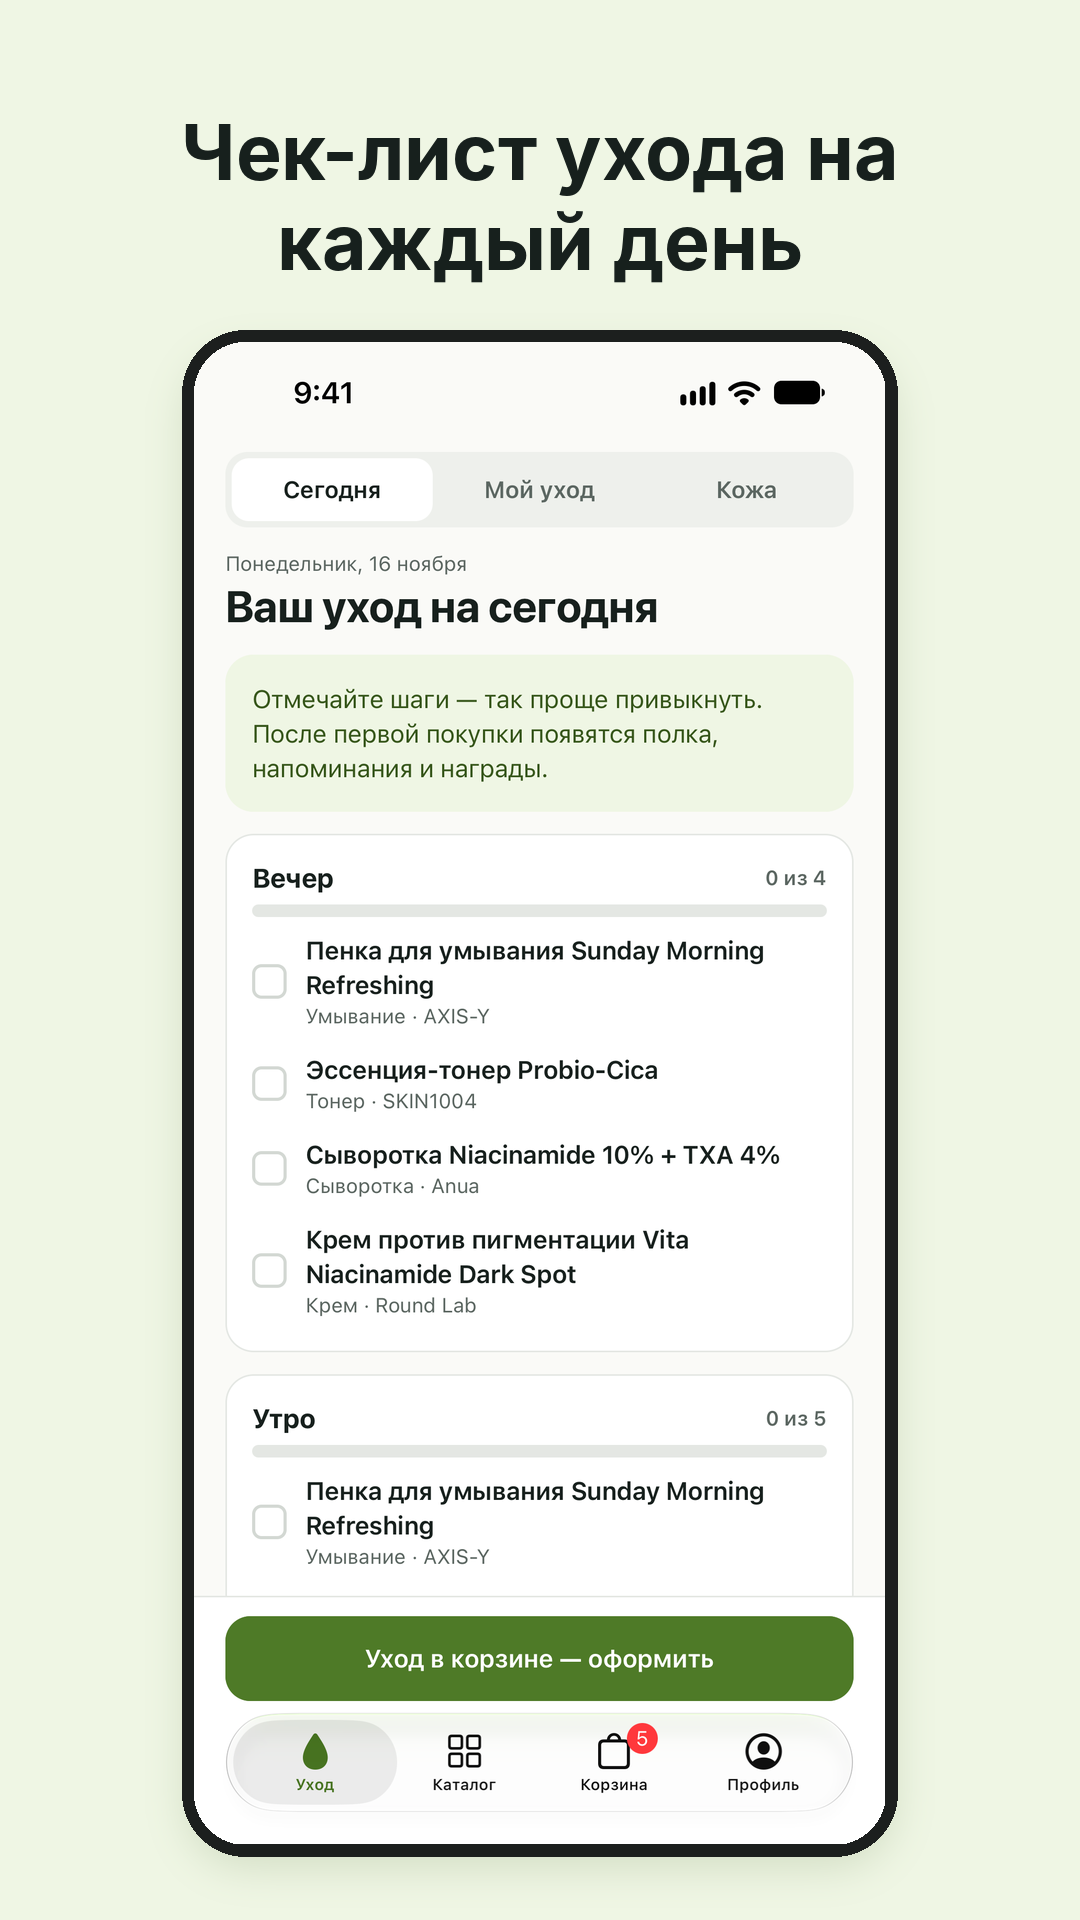 Чек-лист ухода на
каждый день
9:41
Сегодня
Мой уход
Кожа
Понедельник, 16 ноября
Ваш уход на сегодня
Отмечайте шаги — так проще привыкнуть.
После первой покупки появятся полка,
напоминания и награды.
Вечер
0 из 4
Пенка для умывания Sunday Morning
Refreshing
Умывание · AXIS-Y
Эссенция-тонер Probio-Cica
Тонер · SKIN1004
Сыворотка Niacinamide 10% + TXA 4%
Сыворотка · Anua
Крем против пигментации Vita
Niacinamide Dark Spot
Крем · Round Lab
Утро
0 из 5
Пенка для умывания Sunday Morning
Refreshing
Умывание · AXIS-Y
Уход в корзине — оформить
5
Уход
Каталог
Корзина
Профиль